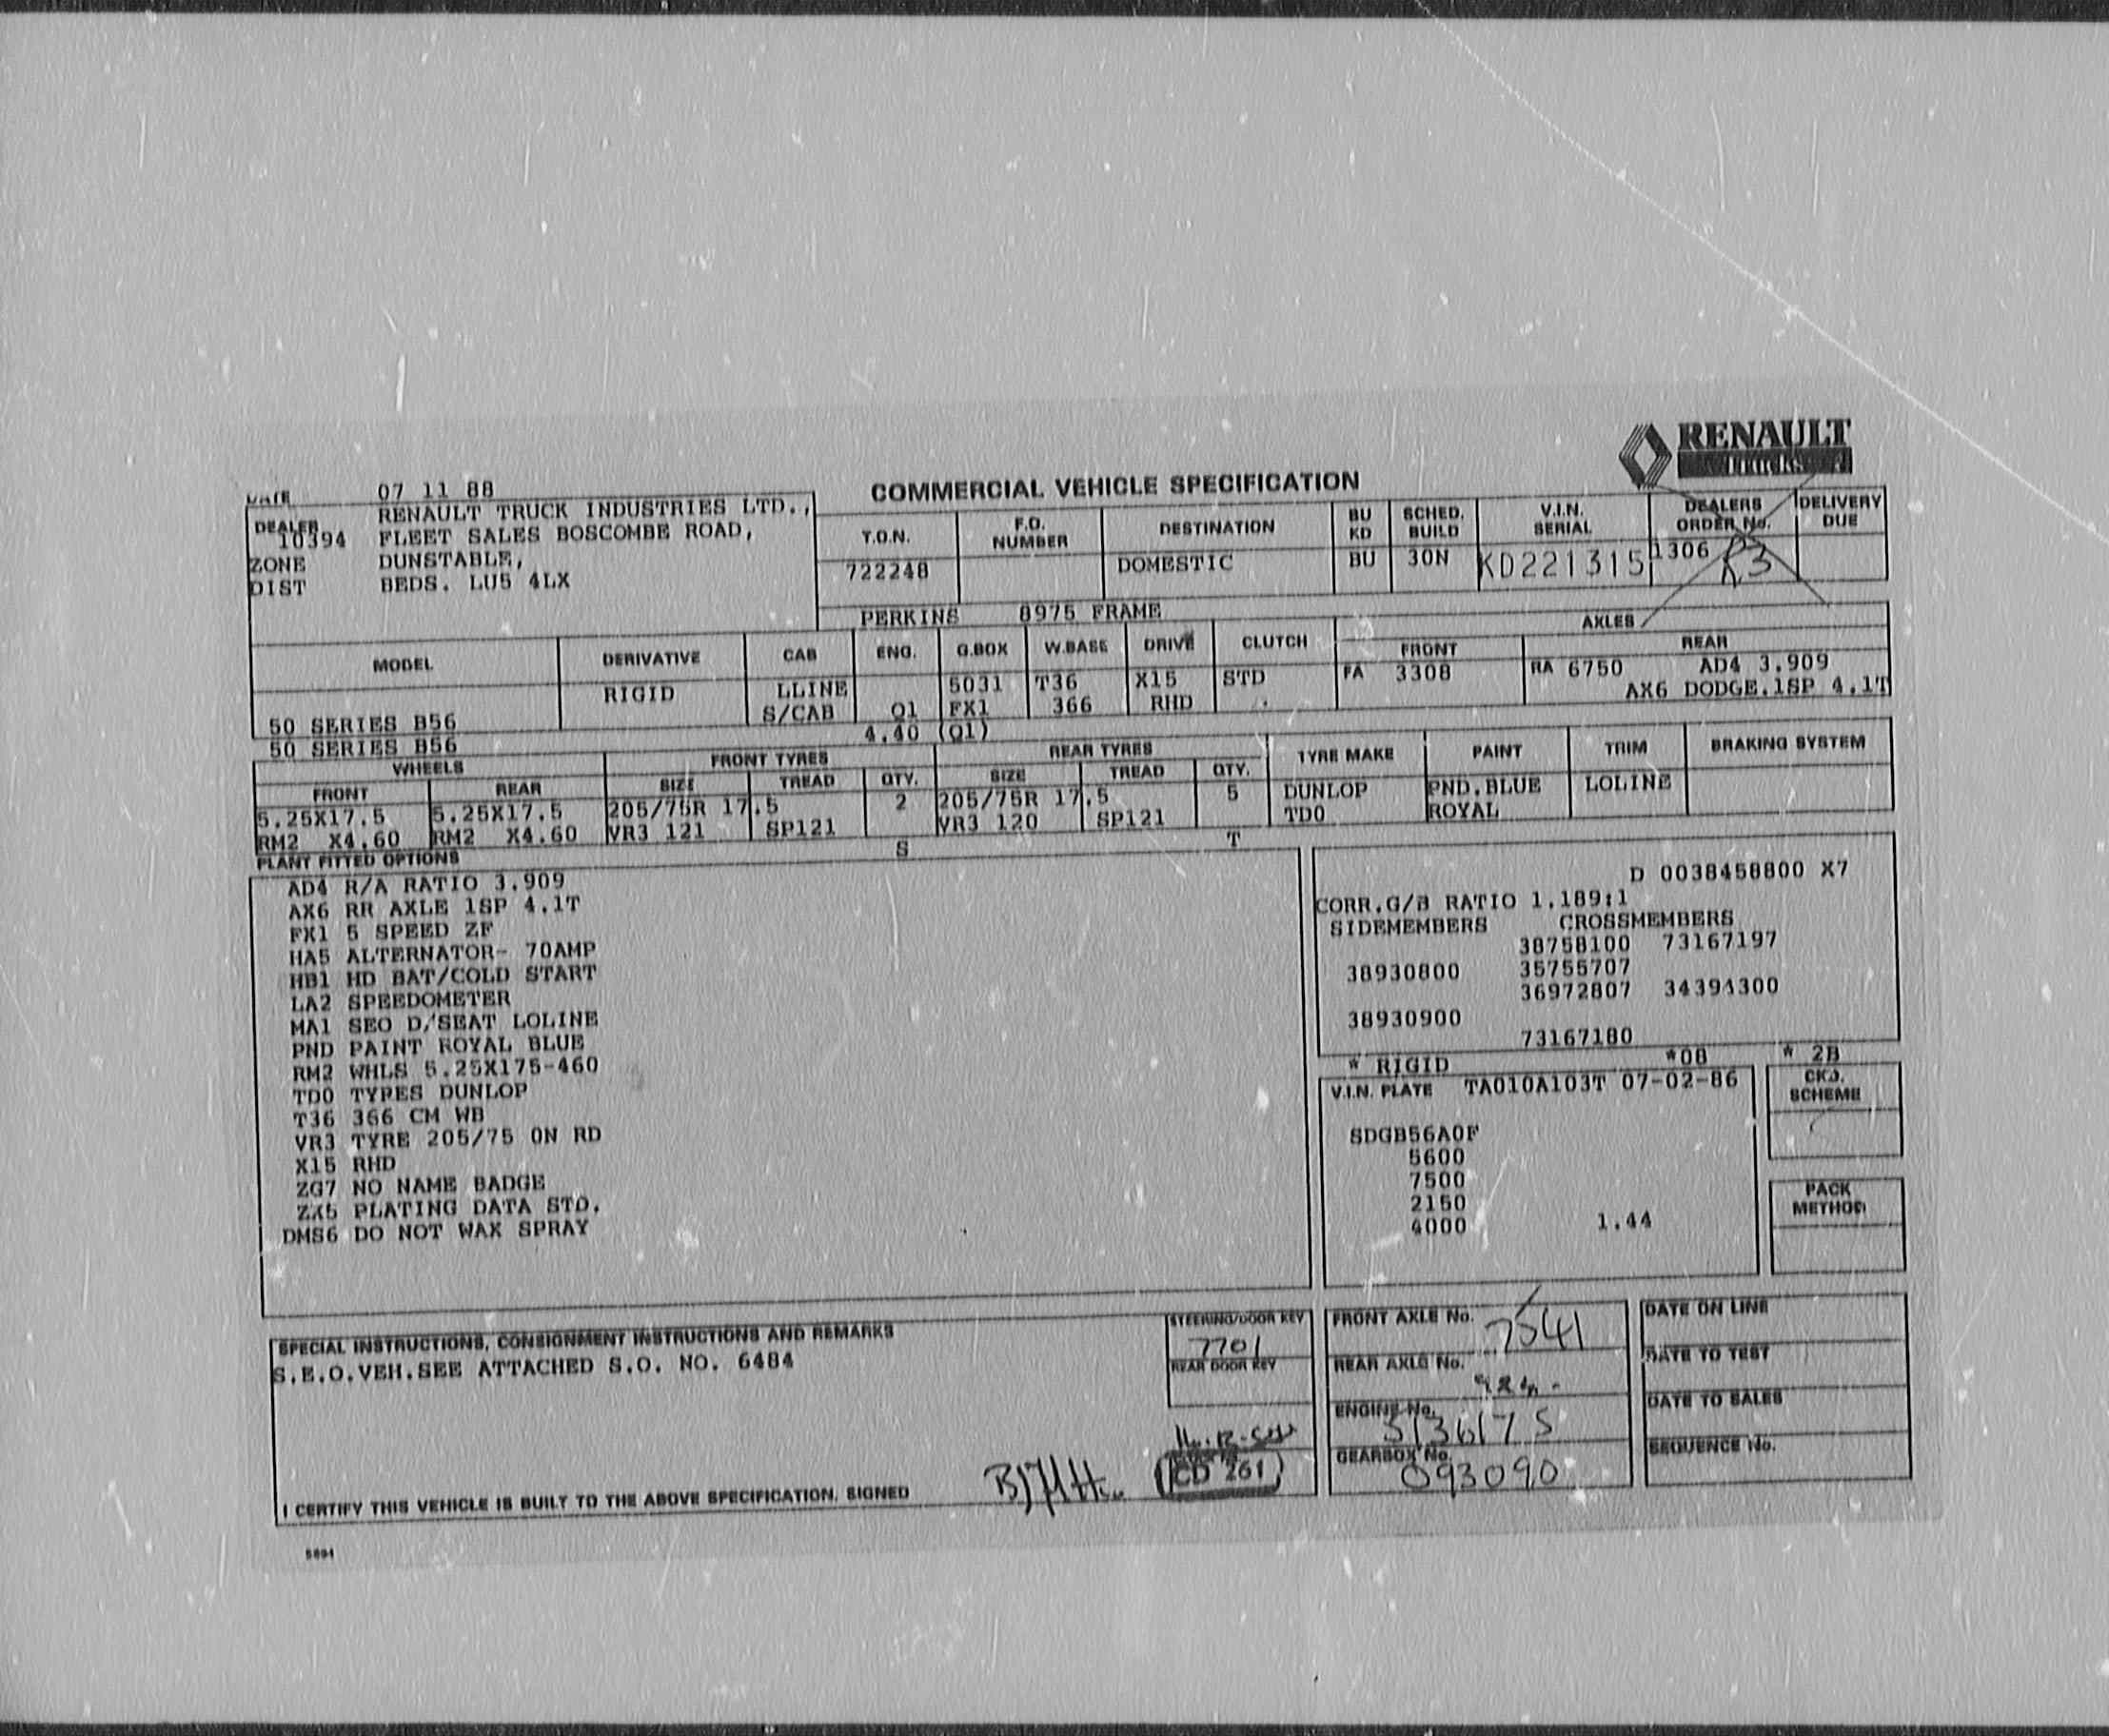 RENAULT
TRUCKS
COMMERCIAL VEHICLE SPECIFICATION
DATE 07 11 88
DEALER 10394 RENAULT TRUCK INDUSTRIES LTD.,
FLEET SALES BOSCOMBE ROAD,
ZONE DUNSTABLE,
DIST BEDS. LU5 4LX
T.O.N. F.O. NUMBER DESTINATION BU KD SCHED. BUILD V.I.N. SERIAL DEALERS ORDER No. DELIVERY DUE
722248 DOMESTIC BU 30N KD221315 1306 R3
PERKINS 8975 FRAME
AXLES
MODEL DERIVATIVE CAB ENG. G.BOX W.BASE DRIVE CLUTCH FRONT REAR
RIGID LLINE 5031 T36 X15 STD FA 3308 RA 6750 AD4 3.909
50 SERIES B56 S/CAB Q1 FX1 366 RHD AX6 DODGE.1SP 4.1T
50 SERIES B56 4.40 (Q1)
WHEELS FRONT TYRES REAR TYRES TYRE MAKE PAINT TRIM BRAKING SYSTEM
FRONT REAR SIZE TREAD QTY. SIZE TREAD QTY.
5.25X17.5 5.25X17.5 205/75R 17.5 2 205/75R 17.5 5 DUNLOP PND.BLUE LOLINE
RM2 X4.60 RM2 X4.60 VR3 121 SP121 VR3 120 SP121 TD0 ROYAL
S T
PLANT FITTED OPTIONS
AD4 R/A RATIO 3.909
AX6 RR AXLE 1SP 4.1T
FX1 5 SPEED ZF
HA5 ALTERNATOR- 70AMP
HB1 HD BAT/COLD START
LA2 SPEEDOMETER
MA1 SEO D/SEAT LOLINE
PND PAINT ROYAL BLUE
RM2 WHLS 5.25X175-460
TD0 TYPES DUNLOP
T36 366 CM WB
VR3 TYRE 205/75 ON RD
X15 RHD
ZG7 NO NAME BADGE
ZX5 PLATING DATA STD.
DMS6 DO NOT WAX SPRAY
D 0038458800 X7
CORR.G/B RATIO 1.189:1
SIDEMEMBERS CROSSMEMBERS
38758100 73167197
38930800 35755707
36972807 34394300
38930900
73167180
* RIGID *08 * 2B
V.I.N. PLATE TA010A103T 07-02-86
CKD. SCHEME
SDGB56A0F
5600
7500
2150
4000 1.44
PACK METHOD
SPECIAL INSTRUCTIONS, CONSIGNMENT INSTRUCTIONS AND REMARKS
S.E.O.VEH.SEE ATTACHED S.O. NO. 6484
STEERING/DOOR KEY
7701
REAR DOOR KEY
CD 261
FRONT AXLE No. 7541
REAR AXLE No.
ENGINE No.
GEARBOX No.
093090
DATE ON LINE
DATE TO TEST
DATE TO SALES
SEQUENCE No.
I CERTIFY THIS VEHICLE IS BUILT TO THE ABOVE SPECIFICATION. SIGNED
5894